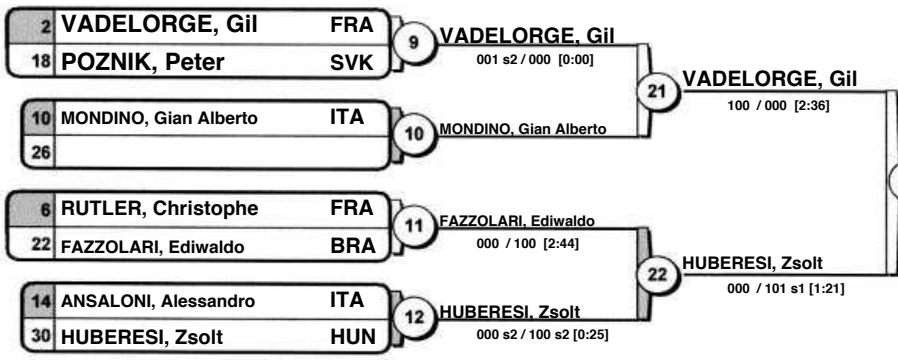 2 VADELORGE, Gil FRA
18 POZNIK, Peter SVK
9
VADELORGE, Gil
001 s2 / 000 [0:00]
10 MONDINO, Gian Alberto ITA
26
10
MONDINO, Gian Alberto
21
VADELORGE, Gil
100 / 000 [2:36]
6 RUTLER, Christophe FRA
22 FAZZOLARI, Ediwaldo BRA
11
FAZZOLARI, Ediwaldo
000 / 100 [2:44]
14 ANSALONI, Alessandro ITA
30 HUBERESI, Zsolt HUN
12
HUBERESI, Zsolt
000 s2 / 100 s2 [0:25]
22
HUBERESI, Zsolt
000 / 101 s1 [1:21]